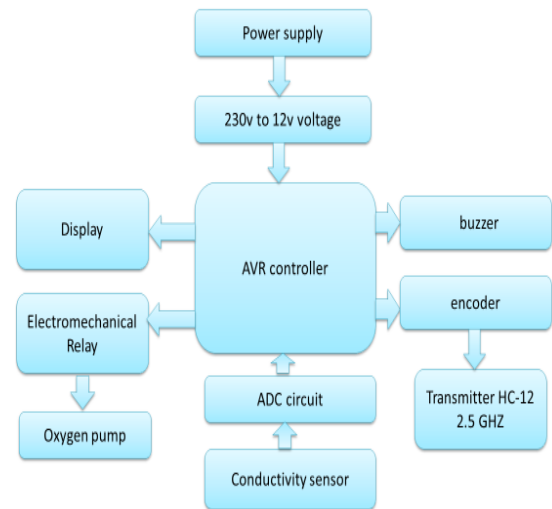 Power supply
230v to 12v voltage
Display
AVR controller
buzzer
encoder
Electromechanical
Relay
Oxygen pump
ADC circuit
Conductivity sensor
Transmitter HC-12
2.5 GHZ